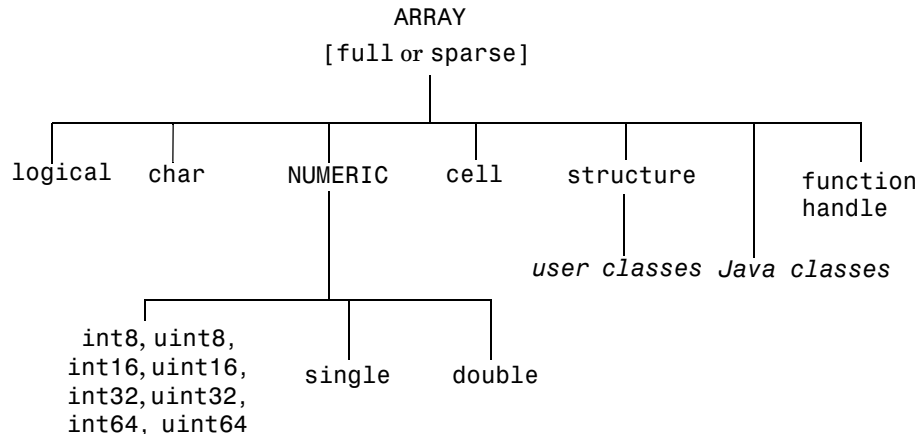 ARRAY
[full or sparse]
logical char NUMERIC cell structure function
handle
user classes Java classes
int8, uint8,
int16, uint16,
int32, uint32,
int64, uint64
single double